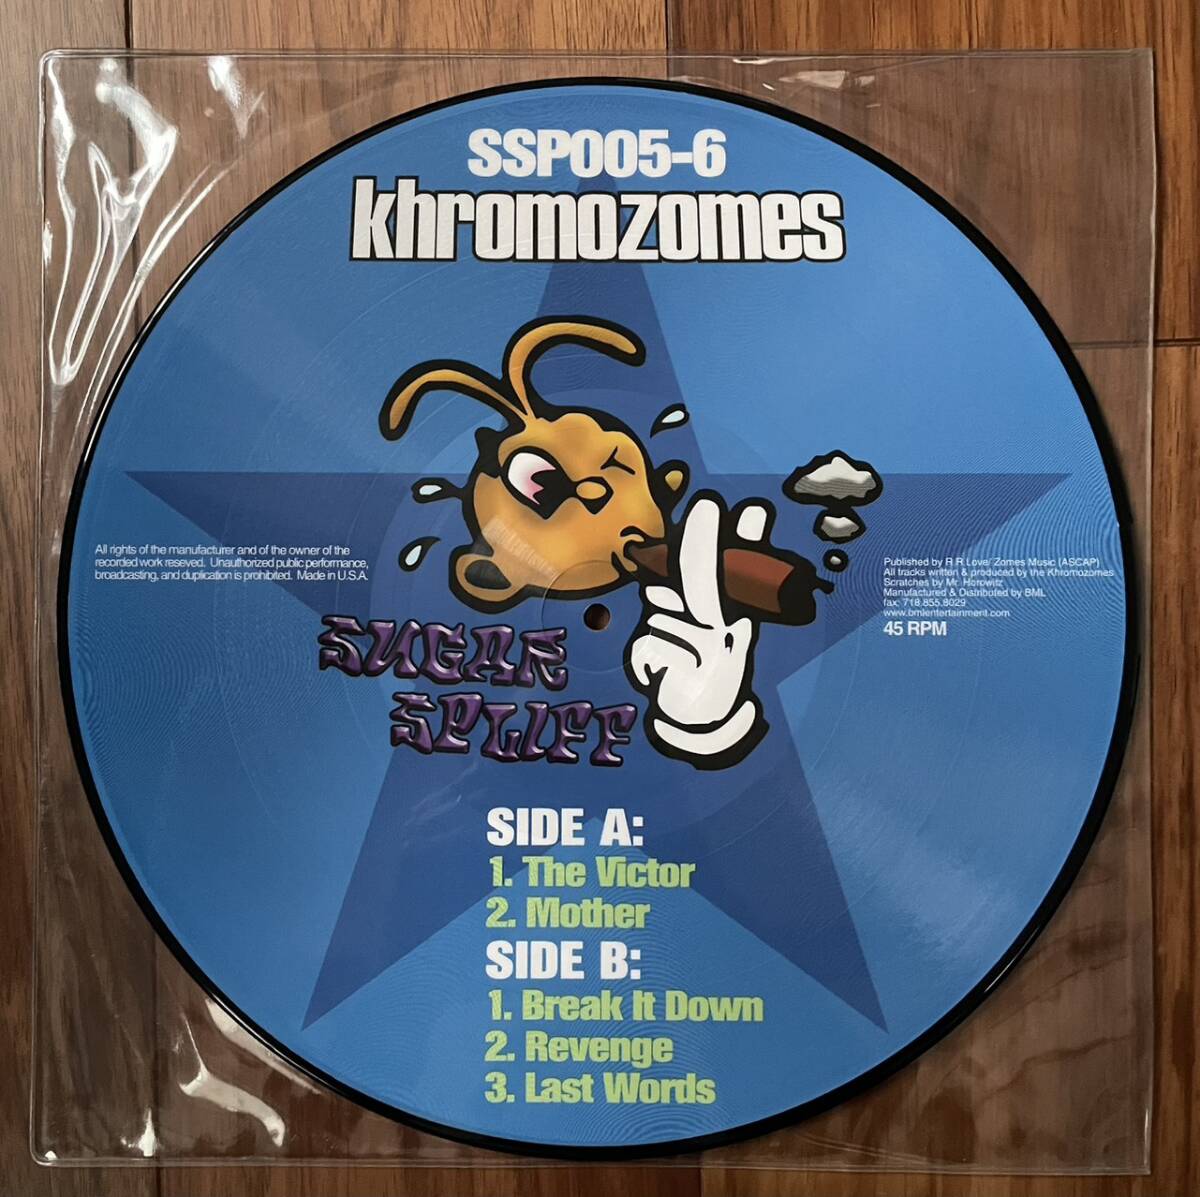 SSP005-6
khromozomes
All rights of the manufacturer and of the owner of the
recorded work reseved. Unauthorized public performance,
broadcasting, and duplication is prohibited. Made in U.S.A.
Published by R.R.Love/ Zomes Music (ASCAP)
All tracks written & produced by the Khromozomes
Scratches by Mr. Horowitz
Manufactured & Distributed by BML
fax: 718.855.8029
www.bmlentertainment.com
45 RPM
SUGAR
SPLIFF
SIDE A:
1. The Victor
2. Mother
SIDE B:
1. Break It Down
2. Revenge
3. Last Words